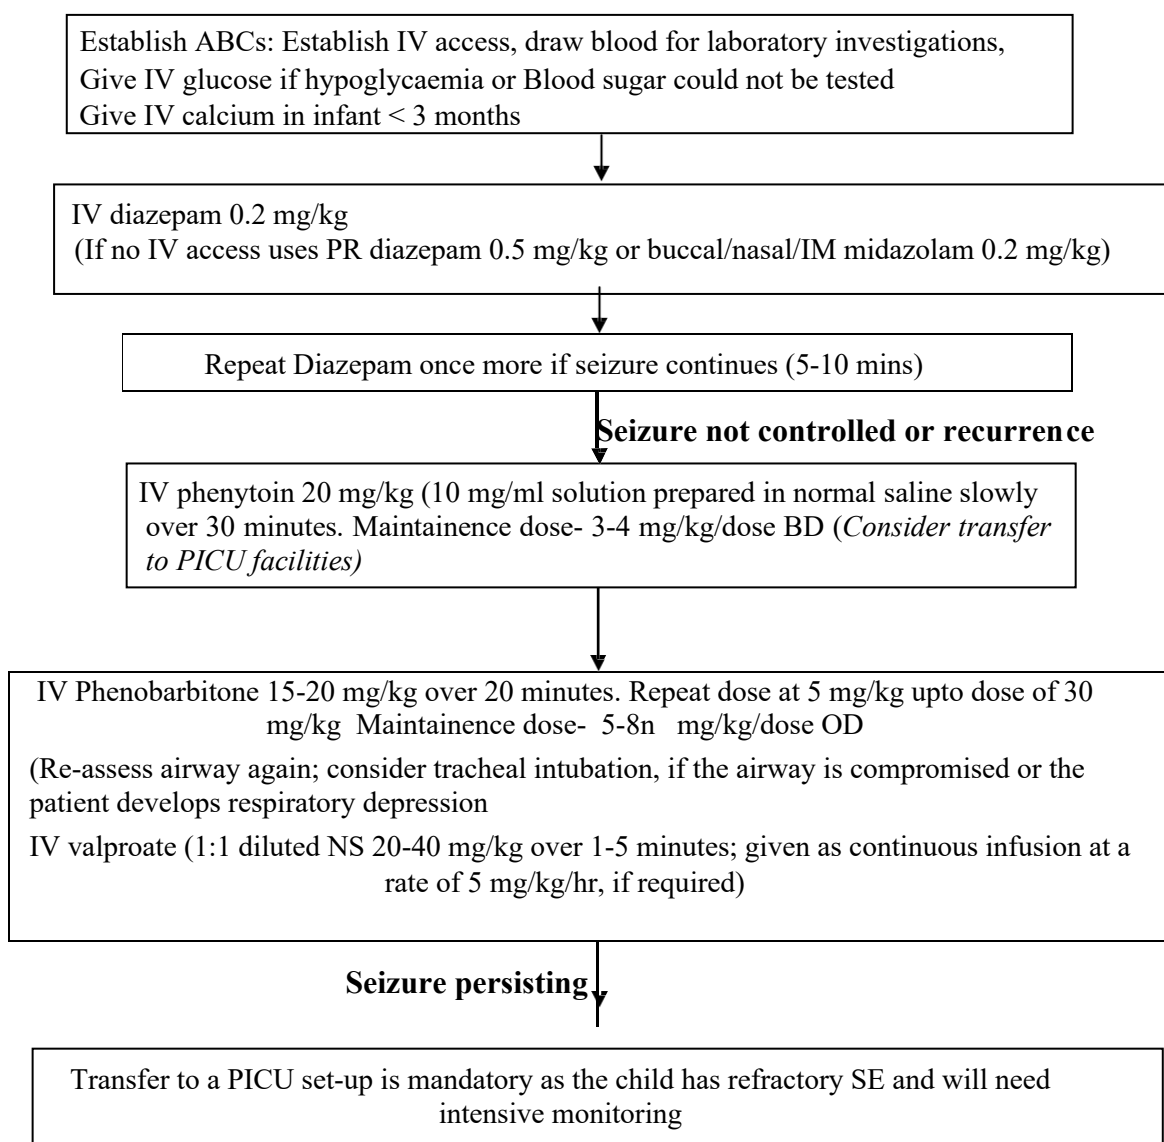 Establish ABCs: Establish IV access, draw blood for laboratory investigations,
Give IV glucose if hypoglycaemia or Blood sugar could not be tested
Give IV calcium in infant < 3 months
IV diazepam 0.2 mg/kg
(If no IV access uses PR diazepam 0.5 mg/kg or buccal/nasal/IM midazolam 0.2 mg/kg)
Repeat Diazepam once more if seizure continues (5-10 mins)
Seizure not controlled or recurrence
IV phenytoin 20 mg/kg (10 mg/ml solution prepared in normal saline slowly
over 30 minutes. Maintainence dose- 3-4 mg/kg/dose BD (Consider transfer
to PICU facilities)
IV Phenobarbitone 15-20 mg/kg over 20 minutes. Repeat dose at 5 mg/kg upto dose of 30
mg/kg Maintainence dose- 5-8n mg/kg/dose OD
(Re-assess airway again; consider tracheal intubation, if the airway is compromised or the
patient develops respiratory depression
IV valproate (1:1 diluted NS 20-40 mg/kg over 1-5 minutes; given as continuous infusion at a
rate of 5 mg/kg/hr, if required)
Seizure persisting
Transfer to a PICU set-up is mandatory as the child has refractory SE and will need
intensive monitoring